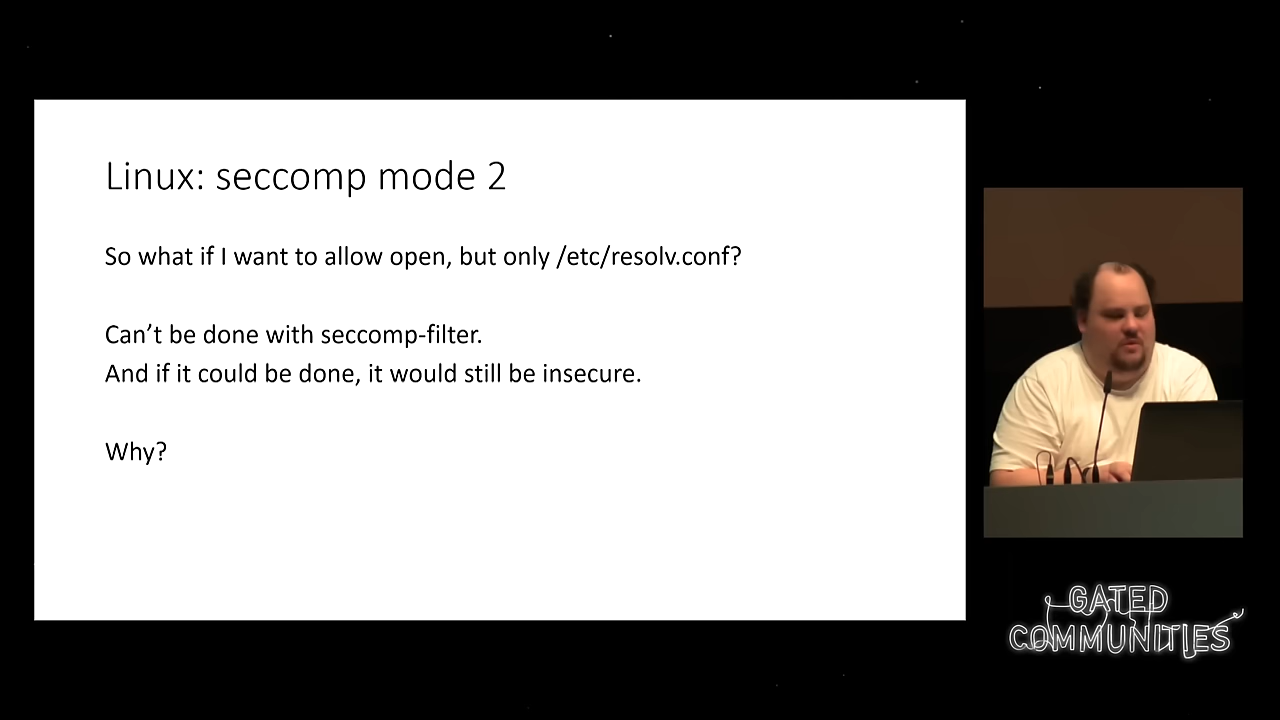 Linux: seccomp mode 2
So what if I want to allow open, but only /etc/resolv.conf?
Can’t be done with seccomp-filter.
And if it could be done, it would still be insecure.
Why?
GATED
COMMUNITIES